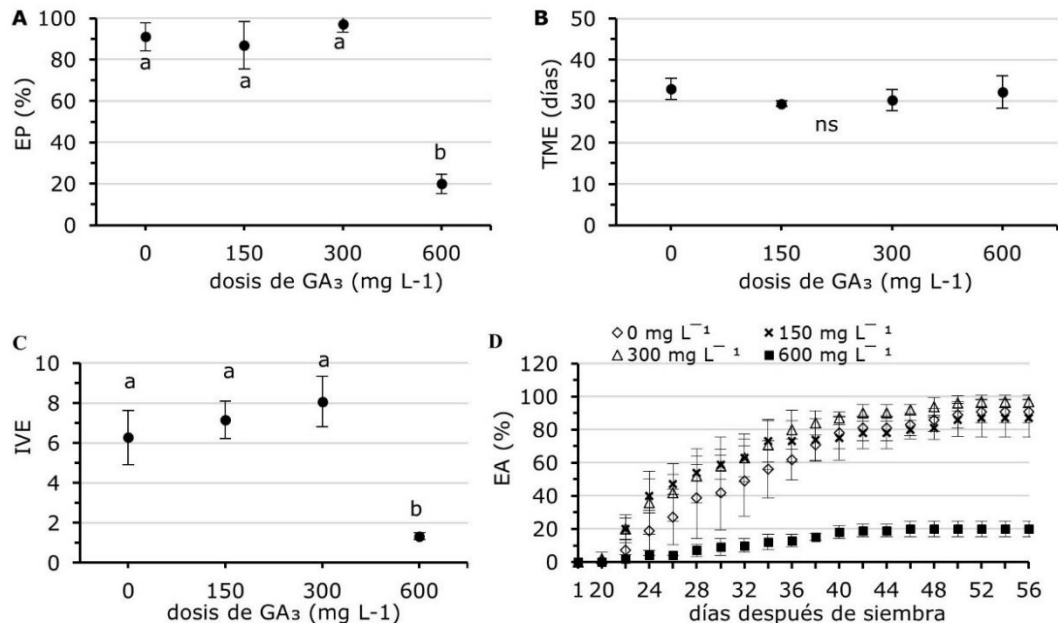 A
100
80
60
40
20
0
EP (%)
a
a
a
b
0 150 300 600
dosis de GA₃ (mg L-1)
B
50
40
30
20
10
0
TME (días)
ns
0 150 300 600
dosis de GA₃ (mg L-1)
C
10
8
6
4
2
0
IVE
a
a
a
b
0 150 300 600
dosis de GA₃ (mg L-1)
D
0 mg L⁻¹ 150 mg L⁻¹
300 mg L⁻¹ 600 mg L⁻¹
120
100
80
60
40
20
0
EA (%)
1 20 24 28 32 36 40 44 48 52 56
días después de siembra